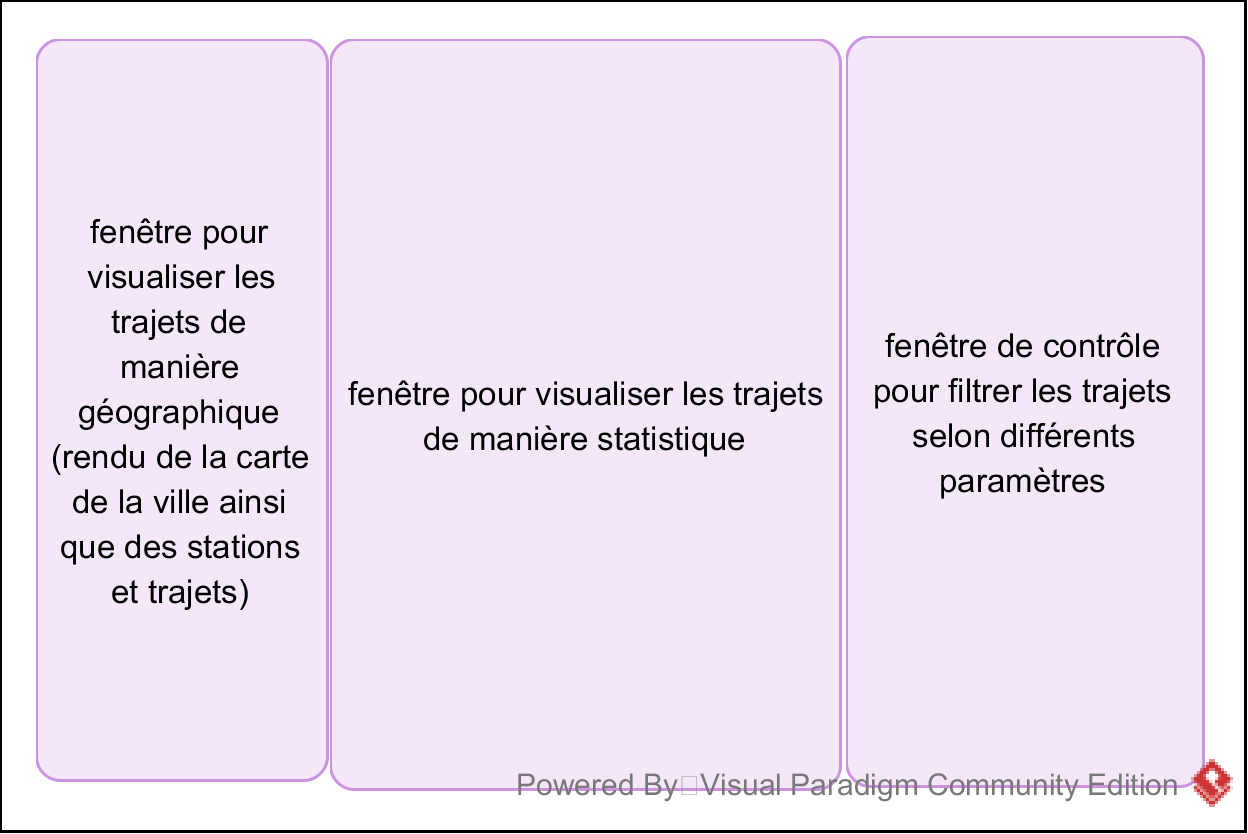 fenêtre pour
visualiser les
trajets de
manière
géographique
(rendu de la carte
de la ville ainsi
que des stations
et trajets)
fenêtre pour visualiser les trajets
de manière statistique
fenêtre de contrôle
pour filtrer les trajets
selon différents
paramètres
Powered By Visual Paradigm Community Edition